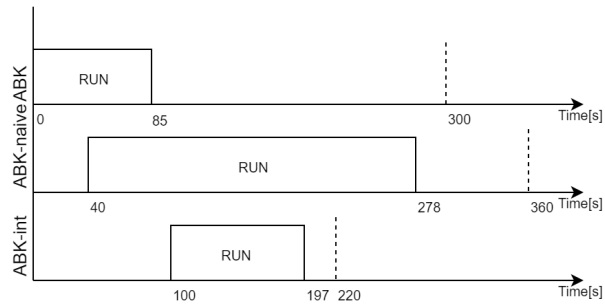 ABK
RUN
0
85
300
Time[s]
ABK-naive
RUN
40
278
360
Time[s]
ABK-int
RUN
100
197
220
Time[s]